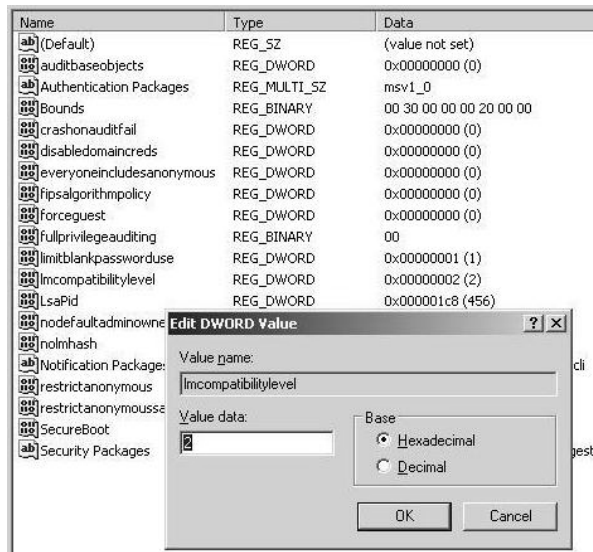 Name Type Data
(Default) REG_SZ (value not set)
auditbaseobjects REG_DWORD 0x00000000 (0)
Authentication Packages REG_MULTI_SZ msv1_0
Bounds REG_BINARY 00 30 00 00 00 20 00 00
crashonauditfail REG_DWORD 0x00000000 (0)
disabledomaincreds REG_DWORD 0x00000000 (0)
everyoneincludesanonymous REG_DWORD 0x00000000 (0)
fipsalgorithmpolicy REG_DWORD 0x00000000 (0)
forceguest REG_DWORD 0x00000000 (0)
fullprivilegeauditing REG_BINARY 00
limitblankpassworduse REG_DWORD 0x00000001 (1)
lmcompatibilitylevel REG_DWORD 0x00000002 (2)
LsaPid REG_DWORD 0x000001c8 (456)
nodefaultadminowne
nolmhash
Notification Package
restrictanonymous
restrictanonymoussa
SecureBoot
Security Packages
Edit DWORD Value
Value name:
lmcompatibilitylevel
Value data:
2
Base
Hexadecimal
Decimal
OK Cancel